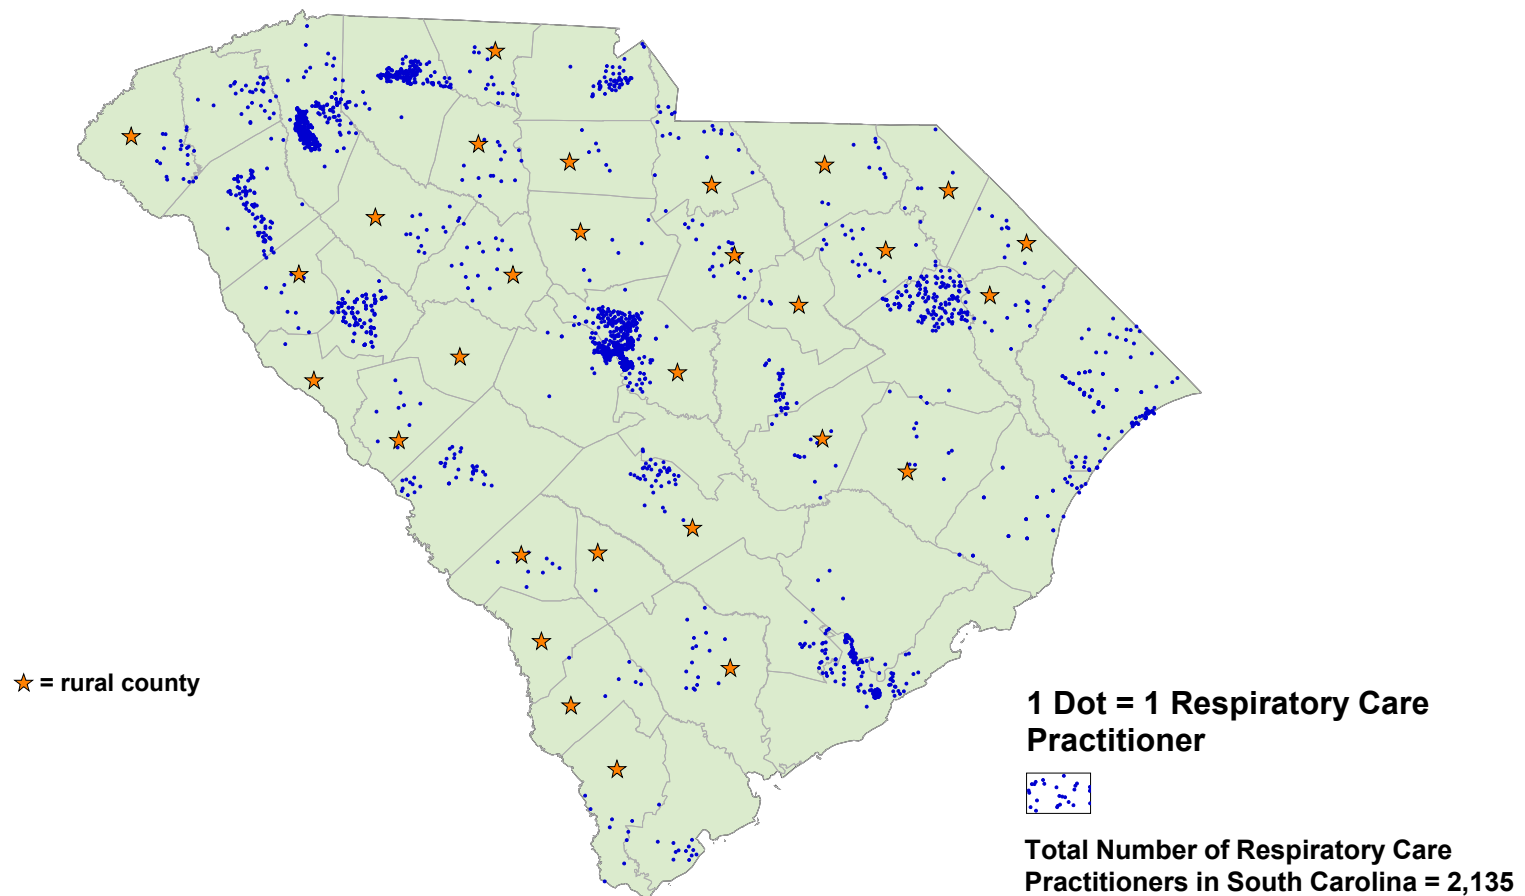 = rural county
1 Dot = 1 Respiratory Care
Practitioner
Total Number of Respiratory Care
Practitioners in South Carolina = 2,135